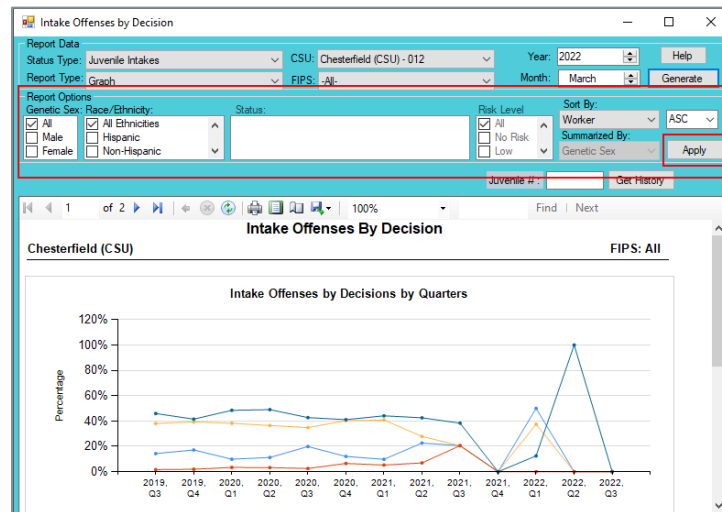 Intake Offenses by Decision
Report Data
Status Type: Juvenile Intakes CSU: Chesterfield (CSU) - 012 Year: 2022 Help
Report Type: Graph FIPS: -All- Month: March Generate
Report Options
Genetic Sex: Race/Ethnicity: Status: Risk Level Sort By:
All All Ethnicities All Worker ASC
Male Hispanic No Risk Summarized By:
Female Non-Hispanic Low Genetic Sex Apply
Juvenile # : Get History
1 of 2 100% Find | Next
Intake Offenses By Decision
Chesterfield (CSU) FIPS: All
Intake Offenses by Decisions by Quarters
120%
100%
80%
60%
40%
20%
0%
Percentage
2019, Q3 2019, Q4 2020, Q1 2020, Q2 2020, Q3 2020, Q4 2021, Q1 2021, Q2 2021, Q3 2021, Q4 2022, Q1 2022, Q2 2022, Q3